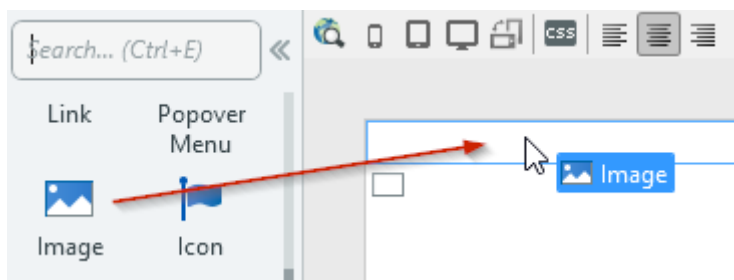 Search... (Ctrl+E)
CSS
Link
Popover
Menu
Image
Image
Icon